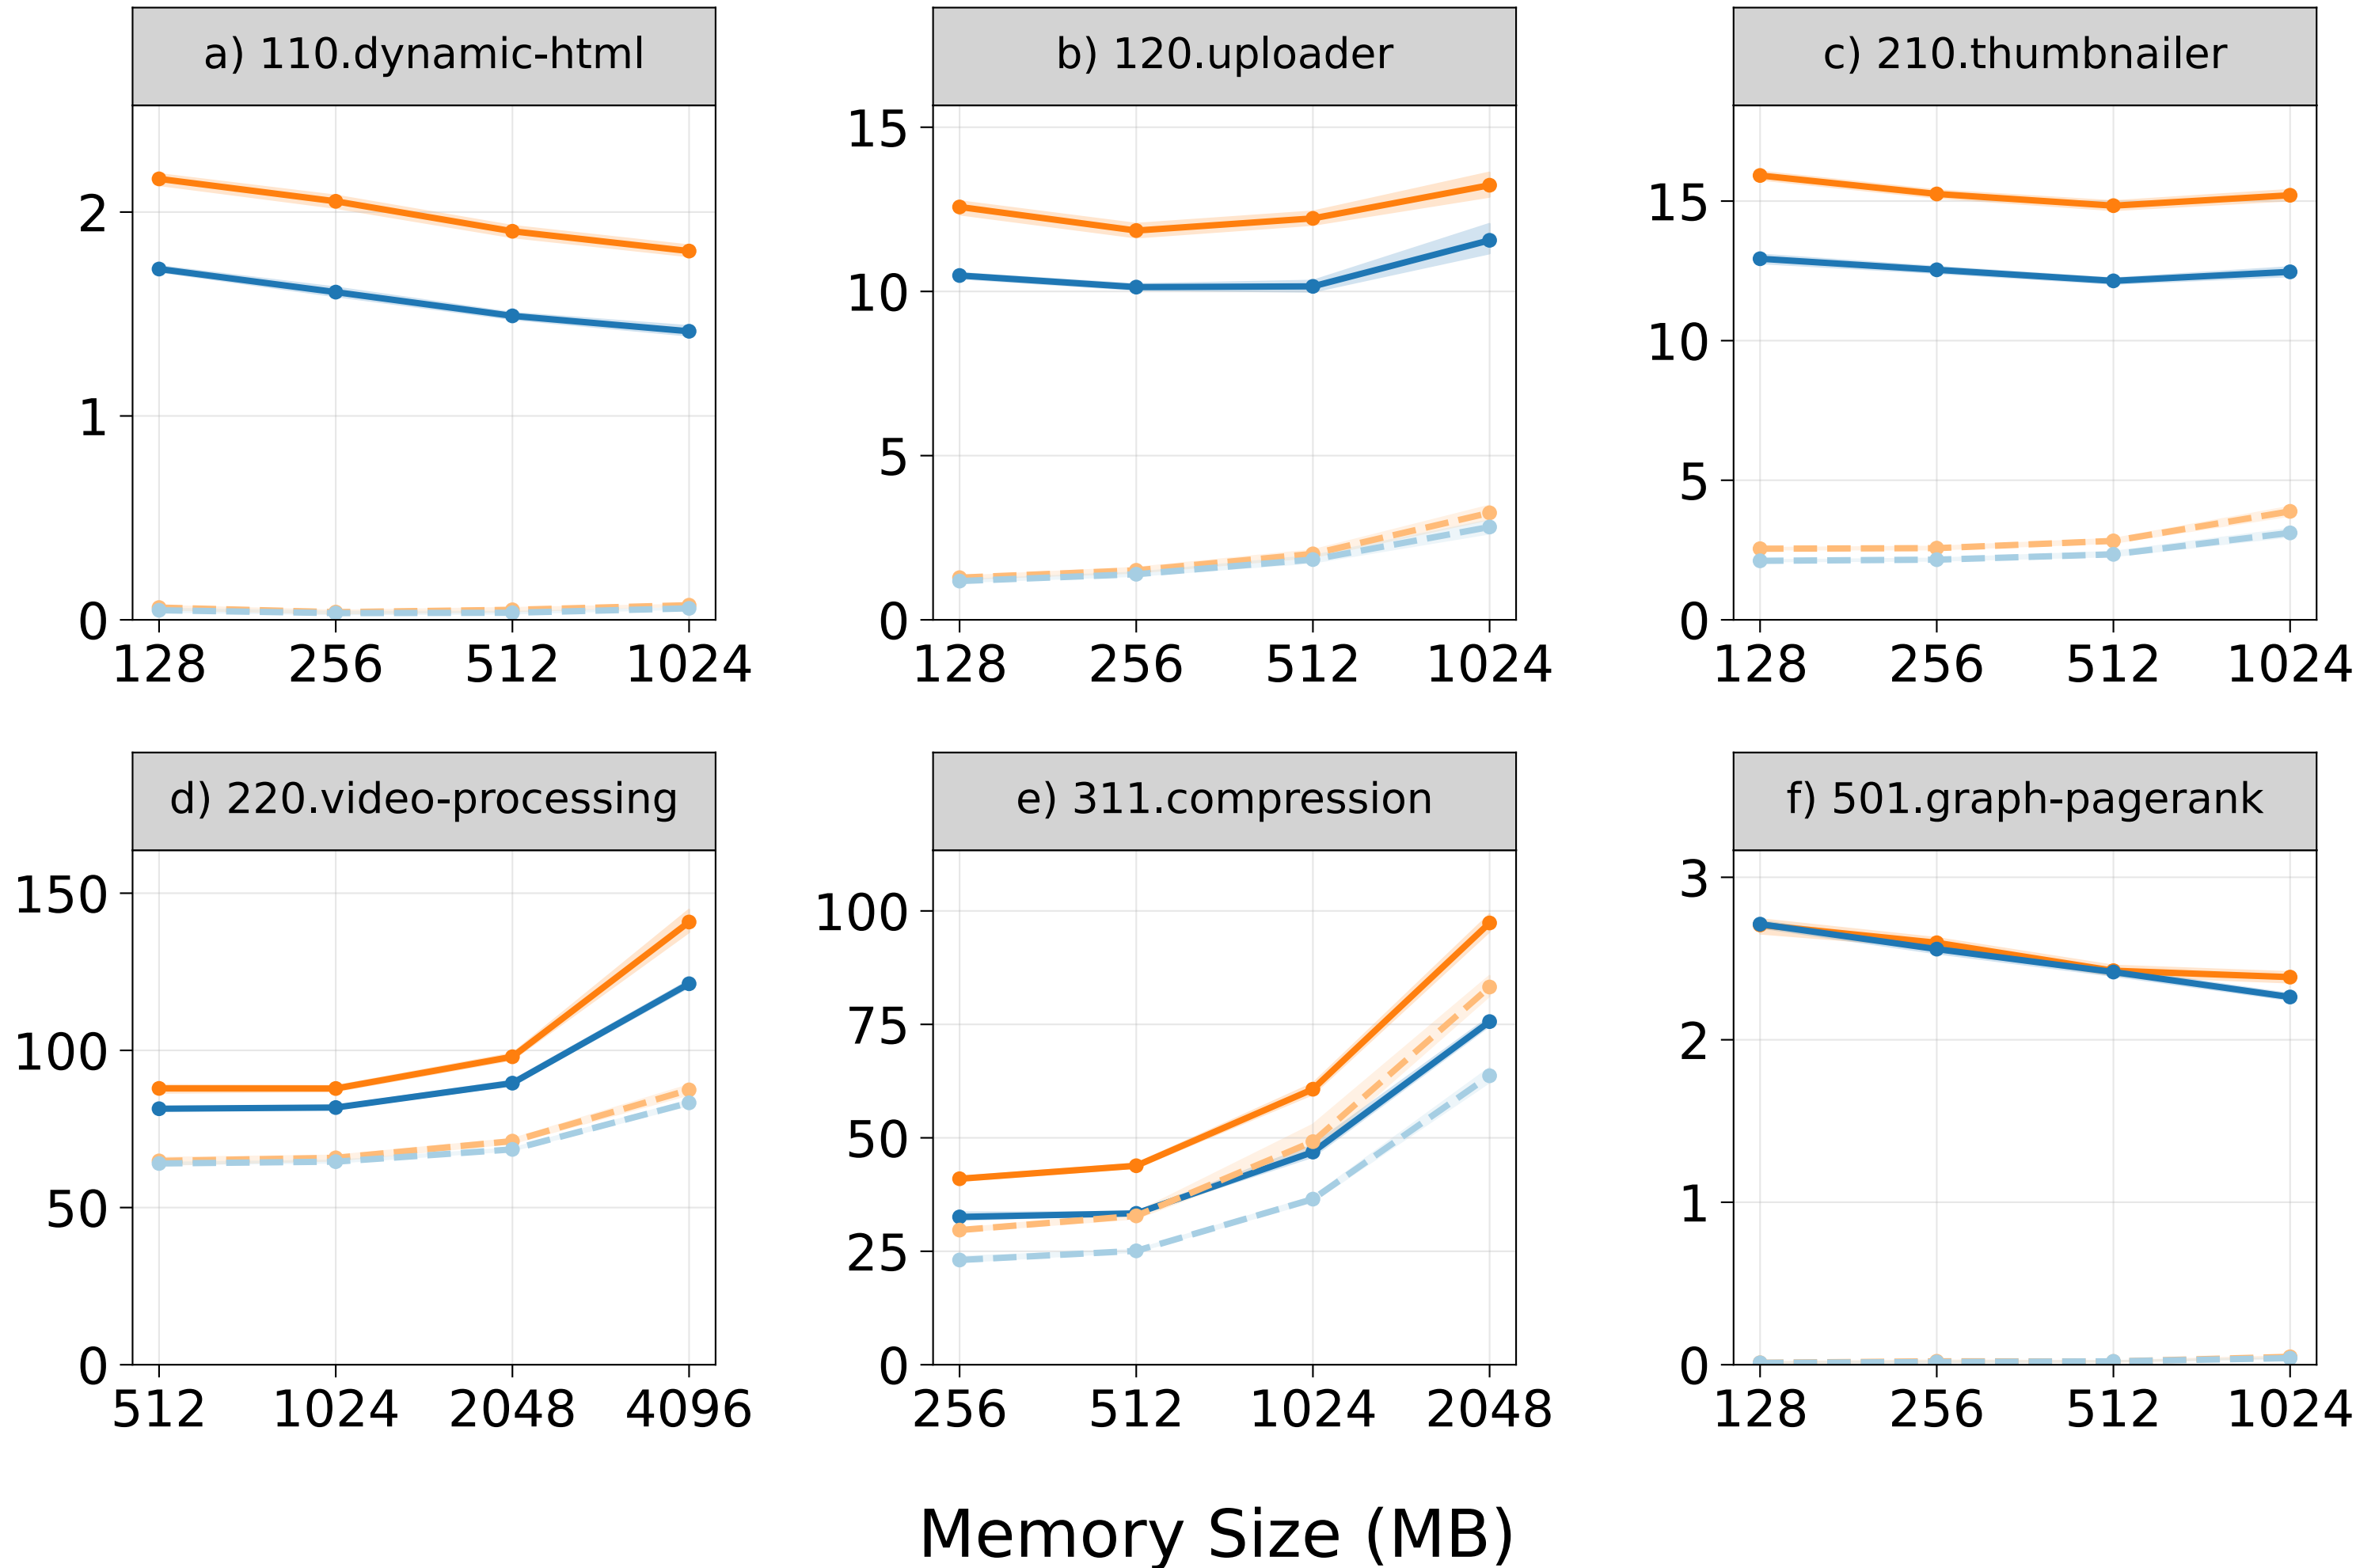 a) 110.dynamic-html
b) 120.uploader
c) 210.thumbnailer
2
1
0
128 256 512 1024
15
10
5
0
128 256 512 1024
15
10
5
0
128 256 512 1024
d) 220.video-processing
e) 311.compression
f) 501.graph-pagerank
150
100
50
0
512 1024 2048 4096
100
75
50
25
0
256 512 1024 2048
3
2
1
0
128 256 512 1024
Memory Size (MB)